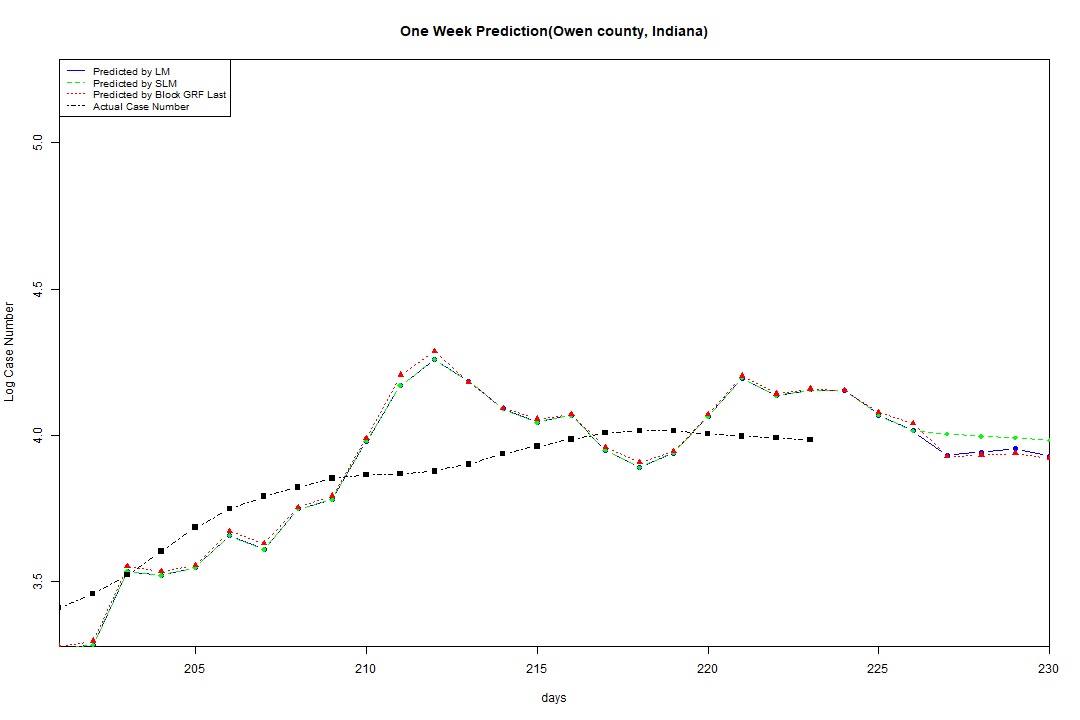 One Week Prediction(Owen county, Indiana)
Predicted by LM
Predicted by SLM
Predicted by Block GRF Last
Actual Case Number
Log Case Number
5.0
4.5
4.0
3.5
205 210 215 220 225 230
days